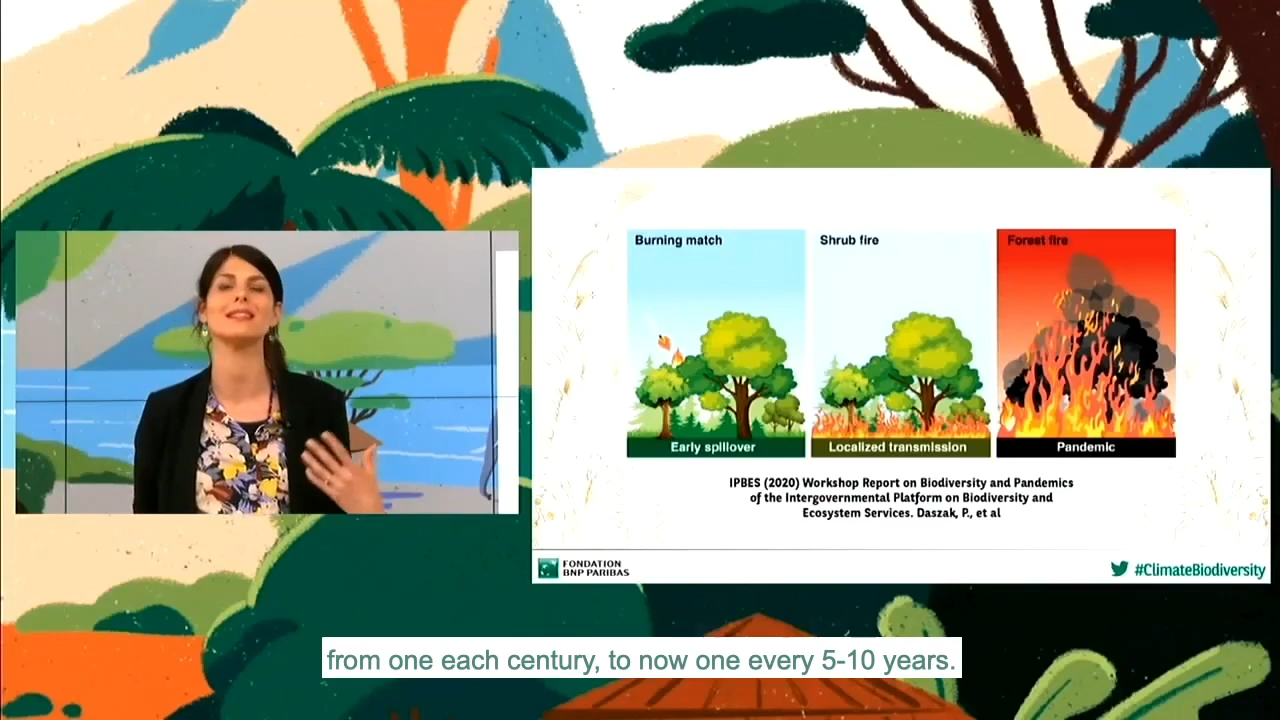 Burning match
Shrub fire
Forest fire
Early spillover
Localized transmission
Pandemic
IPBES (2020) Workshop Report on Biodiversity and Pandemics
of the Intergovernmental Platform on Biodiversity and
Ecosystem Services. Daszak, P., et al
FONDATION
BNP PARIBAS
#ClimateBiodiversity
from one each century, to now one every 5-10 years.